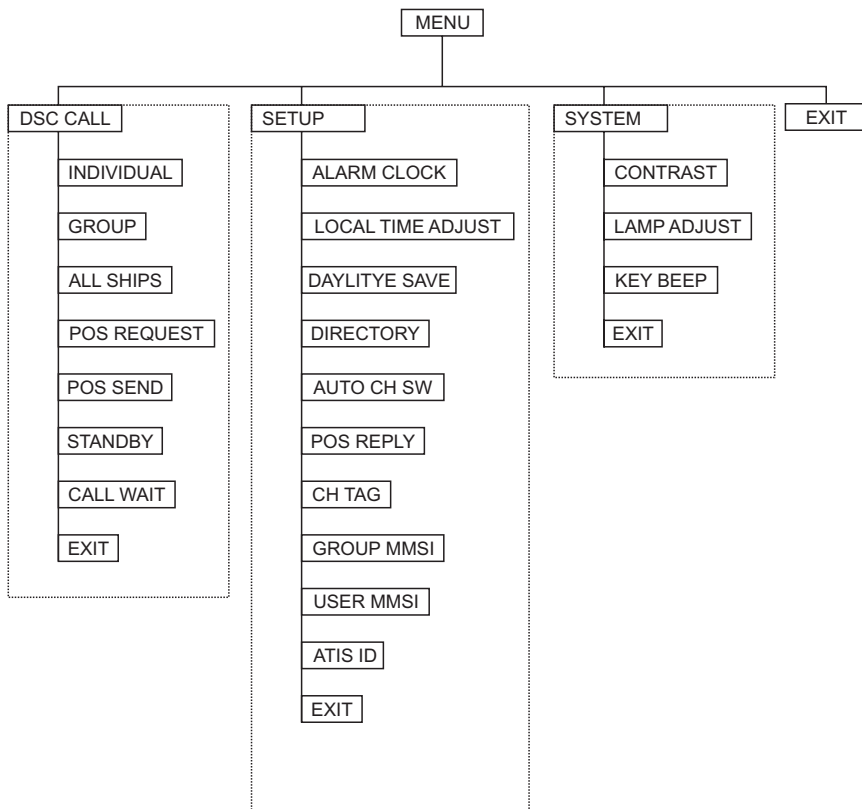 MENU
DSC CALL
INDIVIDUAL
GROUP
ALL SHIPS
POS REQUEST
POS SEND
STANDBY
CALL WAIT
EXIT
SETUP
ALARM CLOCK
LOCAL TIME ADJUST
DAYLITYE SAVE
DIRECTORY
AUTO CH SW
POS REPLY
CH TAG
GROUP MMSI
USER MMSI
ATIS ID
EXIT
SYSTEM
CONTRAST
LAMP ADJUST
KEY BEEP
EXIT
EXIT